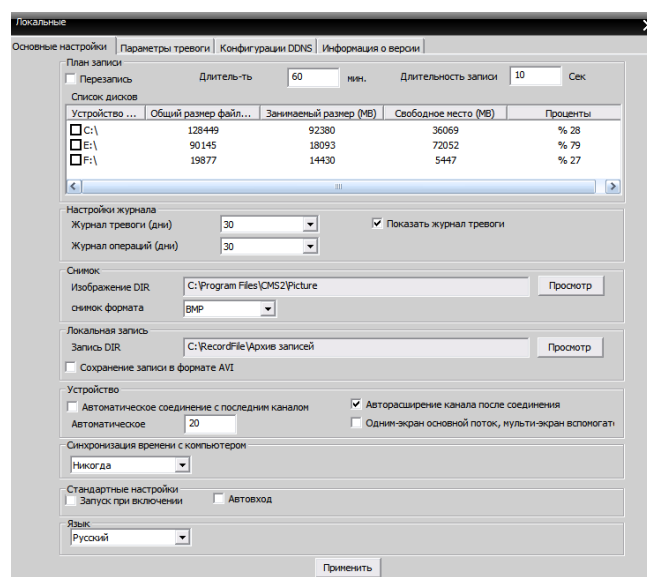 Локальные
Основные настройки Параметры тревоги Конфигурации DDNS Информация о версии
План записи
Перезапись Длитель-ть 60 мин. Длительность записи 10 Сек
Список дисков
Устройство ... Общий размер файл... Занимаемый размер (MB) Свободное место (MB) Проценты
C:\ 128449 92380 36069 % 28
E:\ 90145 18093 72052 % 79
F:\ 19877 14430 5447 % 27
Настройки журнала
Журнал тревоги (дни) 30 Показать журнал тревоги
Журнал операций (дни) 30
Снимок
Изображение DIR C:\Program Files\CMS2\Picture Просмотр
снимок формата BMP
Локальная запись
Запись DIR C:\RecordFile\Архив записей Просмотр
Сохранение записи в формате AVI
Устройство
Автоматическое соединение с последним каналом Авторасширение канала после соединения
Автоматическое 20 Одним-экран основной поток, мульти-экран вспомогат
Синхронизация времени с компьютером
Никогда
Стандартные настройки
Запуск при включении Автовход
Язык
Русский
Применить